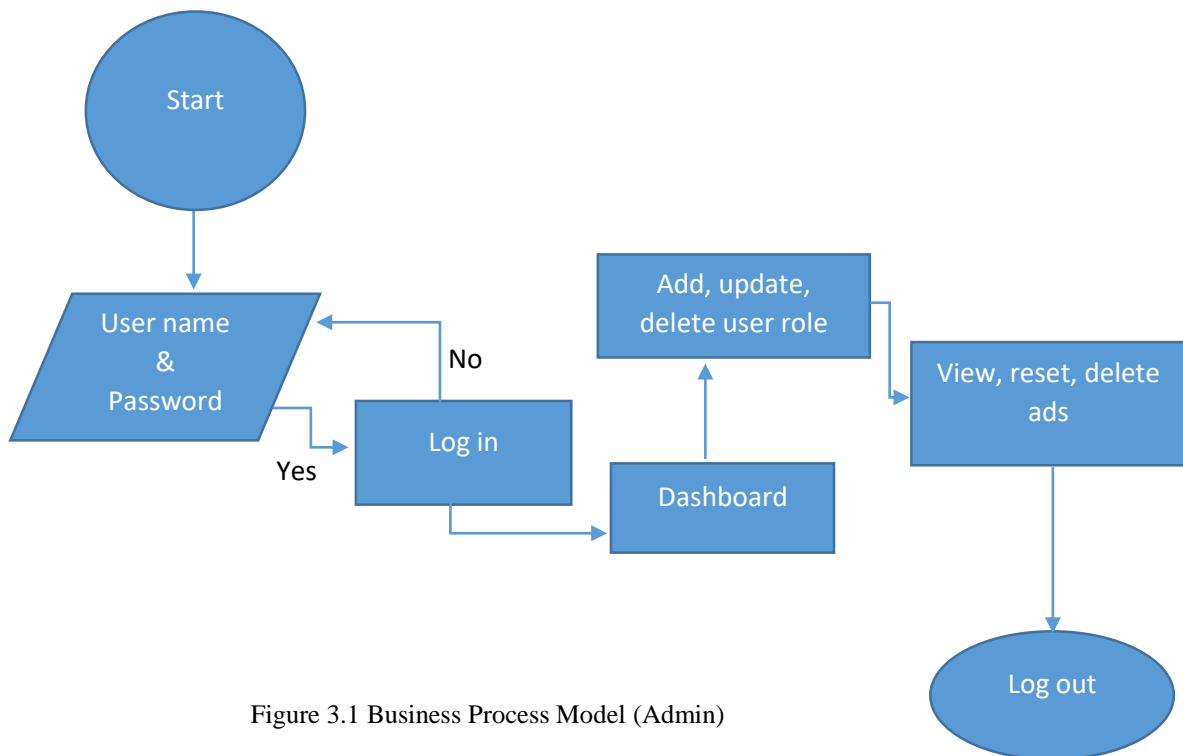 Start
User name
&
Password
No
Yes
Log in
Dashboard
Add, update,
delete user role
View, reset, delete
ads
Log out
Figure 3.1 Business Process Model (Admin)